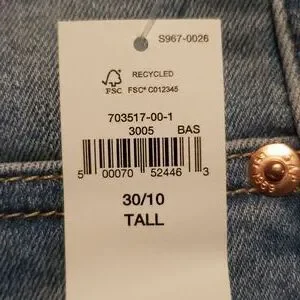 S967-0026
FSC
RECYCLED
FSC® C012345
703517-00-1
3005 BAS
5 00070 52446 3
30/10
TALL